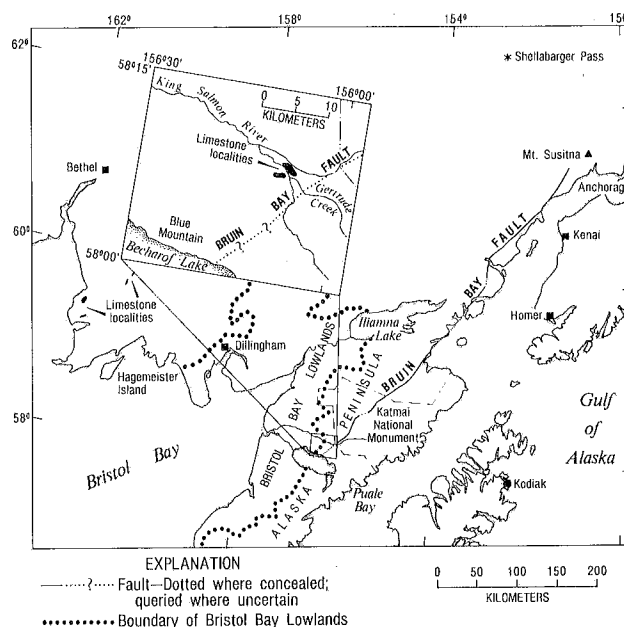 62°
162°
158°
154°
150°
156°30'
58°15'
156°00'
King Salmon River
0 5 10
KILOMETERS
Limestone
localities
BRUIN BAY FAULT
Gertrude
Creek
Blue
Mountain
58°00'
Becharof Lake
* Shellabarger Pass
Mt. Susitna
Anchorag
Bethel
60°
Kenai
BRUIN BAY FAULT
Limestone
localities
Iliamna
Lake
Homer
Dillingham
Hagemeister
Island
58°
BRISTOL BAY LOWLANDS
ALASKA PENINSULA
Katmai
National
Monument
Gulf
of
Alaska
Bristol Bay
Puale
Bay
Kodiak
EXPLANATION
?
Fault—Dotted where concealed;
queried where uncertain
Boundary of Bristol Bay Lowlands
0 50 100 150 200
KILOMETERS